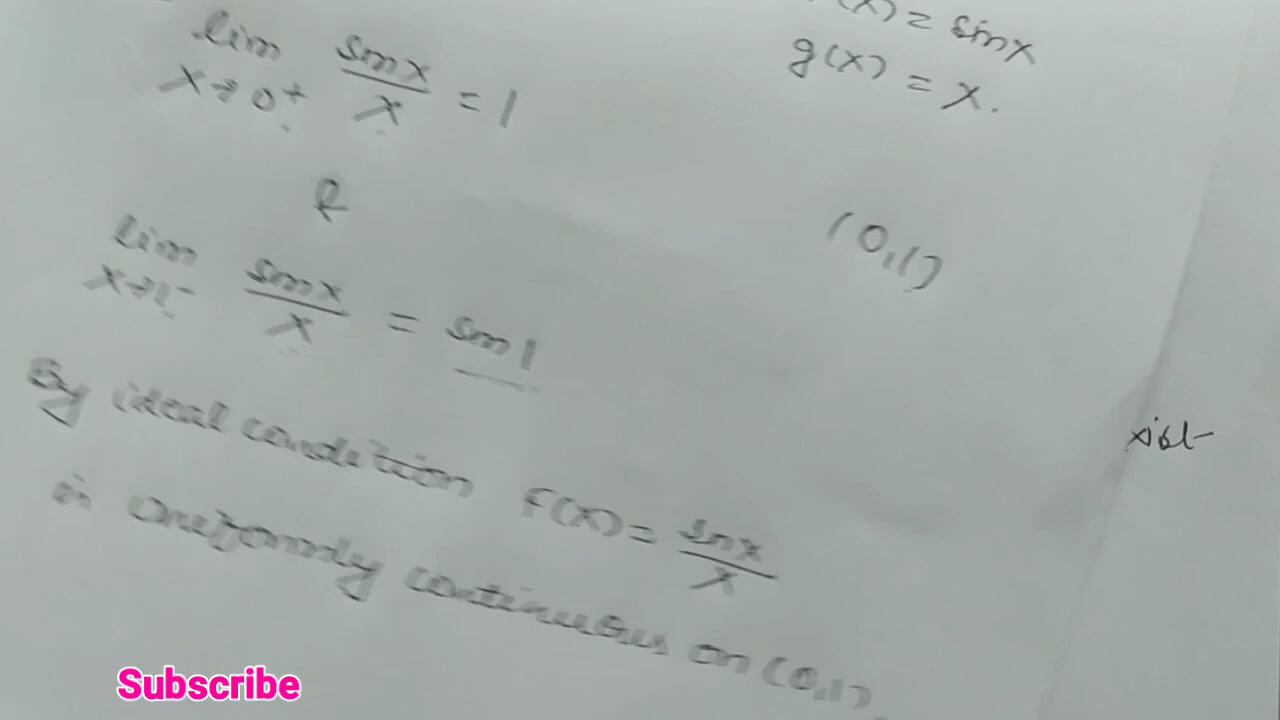 (x) = sinx
g(x) = x.
lim x→0+ sinx/x = 1
&
(0,1)
lim x→1- sinx/x = sin1
By ideal condition F(x) = sinx/x
is uniformly continuous on (0,1).
Subscribe